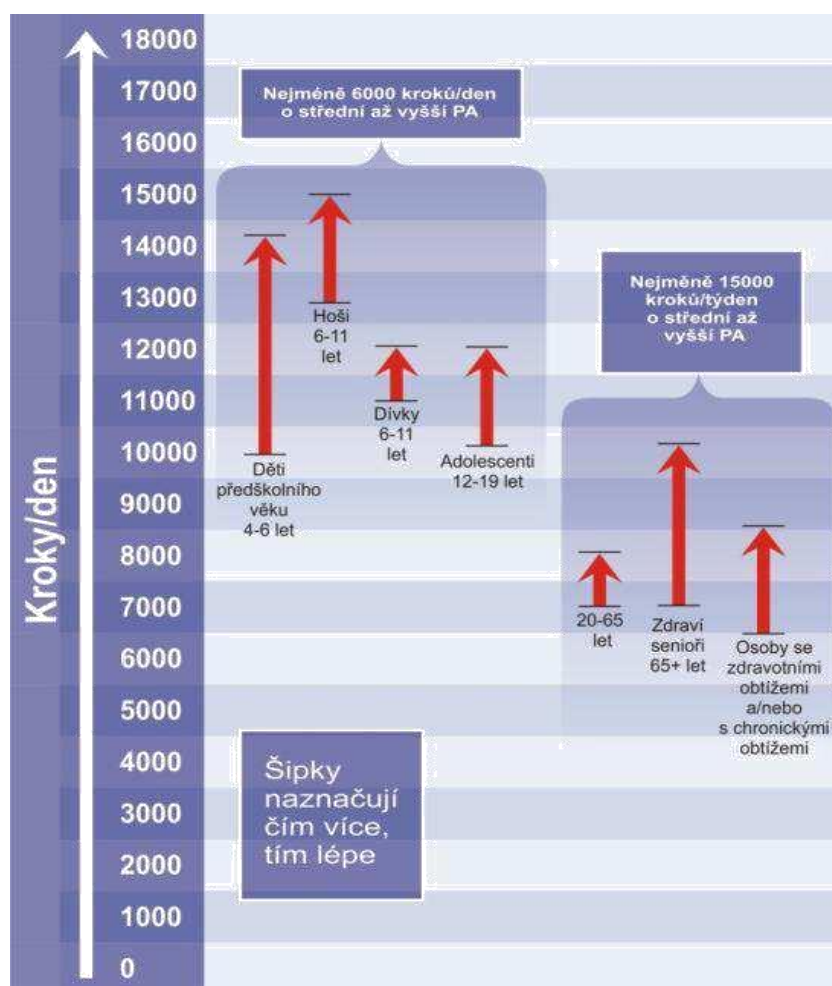 Kroky/den
18000
17000
16000
15000
14000
13000
12000
11000
10000
9000
8000
7000
6000
5000
4000
3000
2000
1000
0
Nejméně 6000 kroků/den
o střední až vyšší PA
Děti
předškolního
věku
4-6 let
Hoši
6-11
let
Dívky
6-11
let
Adolescenti
12-19 let
Nejméně 15000
kroků/týden
o střední až
vyšší PA
20-65
let
Zdraví
senioři
65+ let
Osoby se
zdravotními
obtížemi
a/nebo
s chronickými
obtížemi
Šipky
naznačují
čím více,
tím lépe